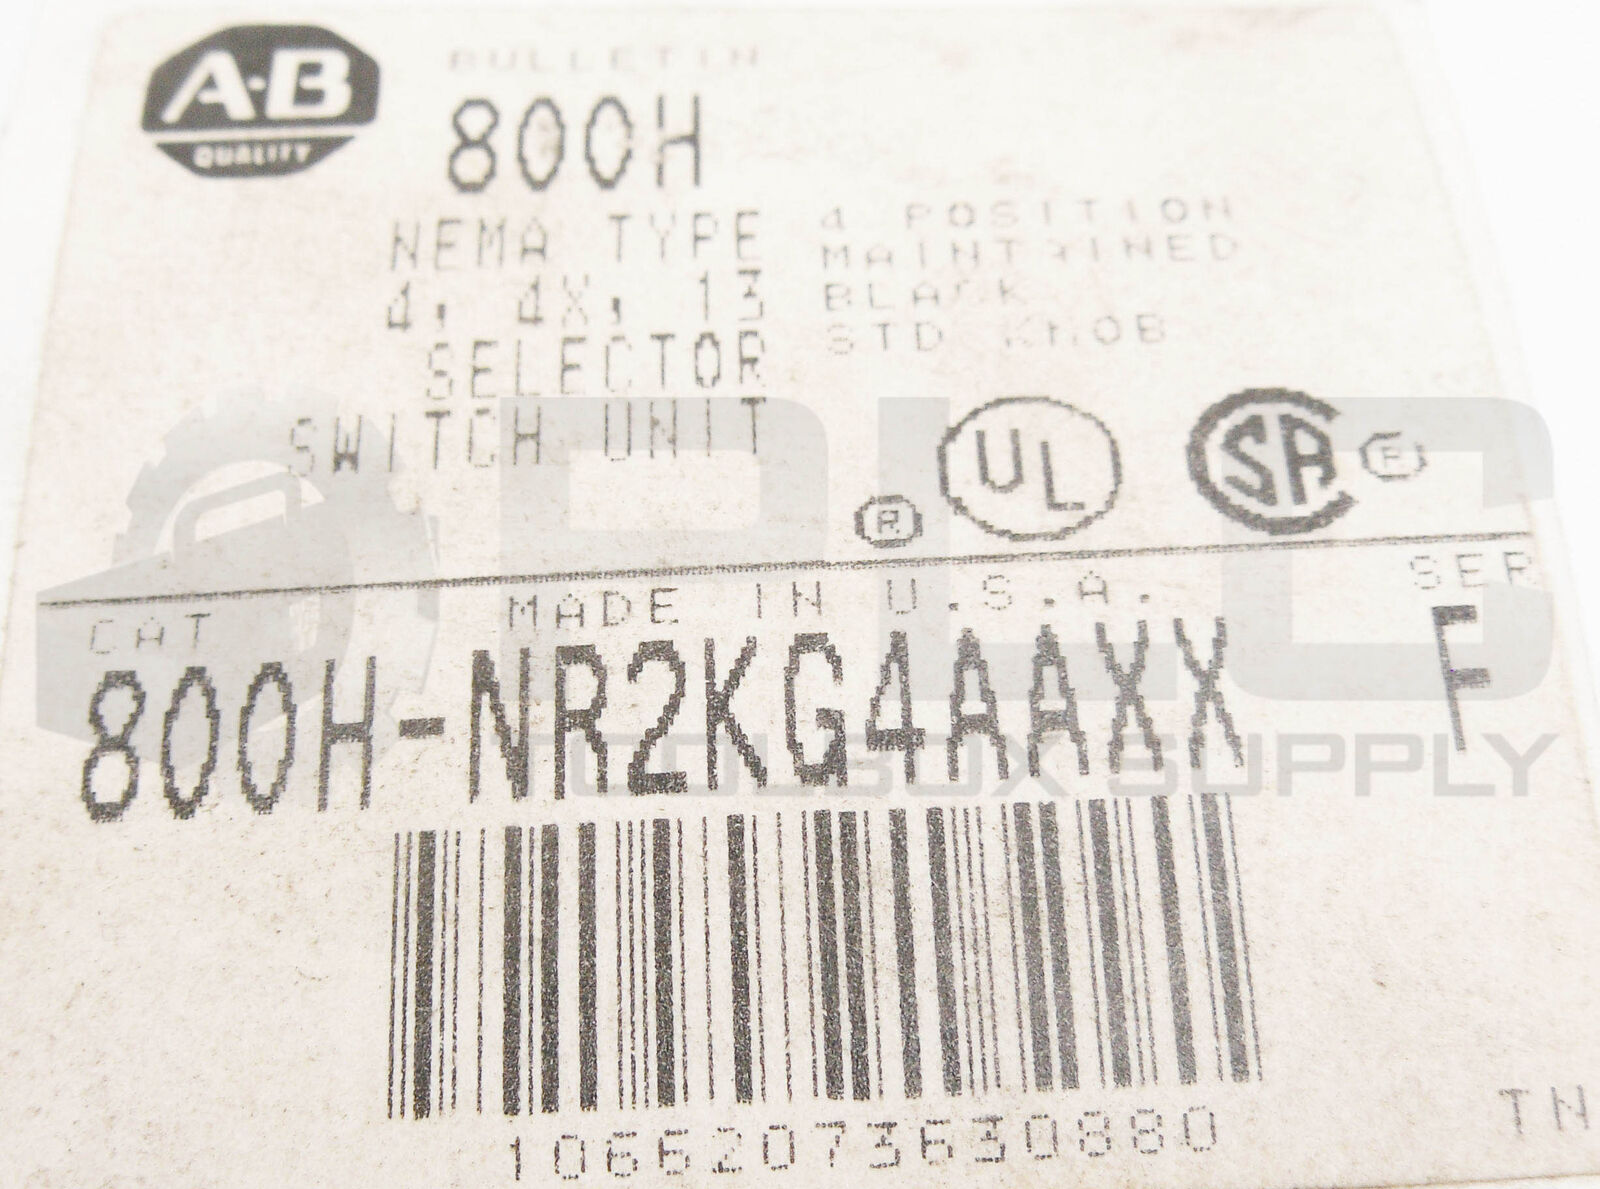 A-B
QUALITY
BULLETIN
800H
NEMA TYPE
4, 4X, 13
SELECTOR
SWITCH UNIT
4 POSITION
MAINTAINED
BLACK
STD KNOB
R UL SA R
PLC
TOOLBOX SUPPLY
MADE IN U.S.A.
CAT
SER
800H-NR2KG4AAXX F
10662073630880
TN